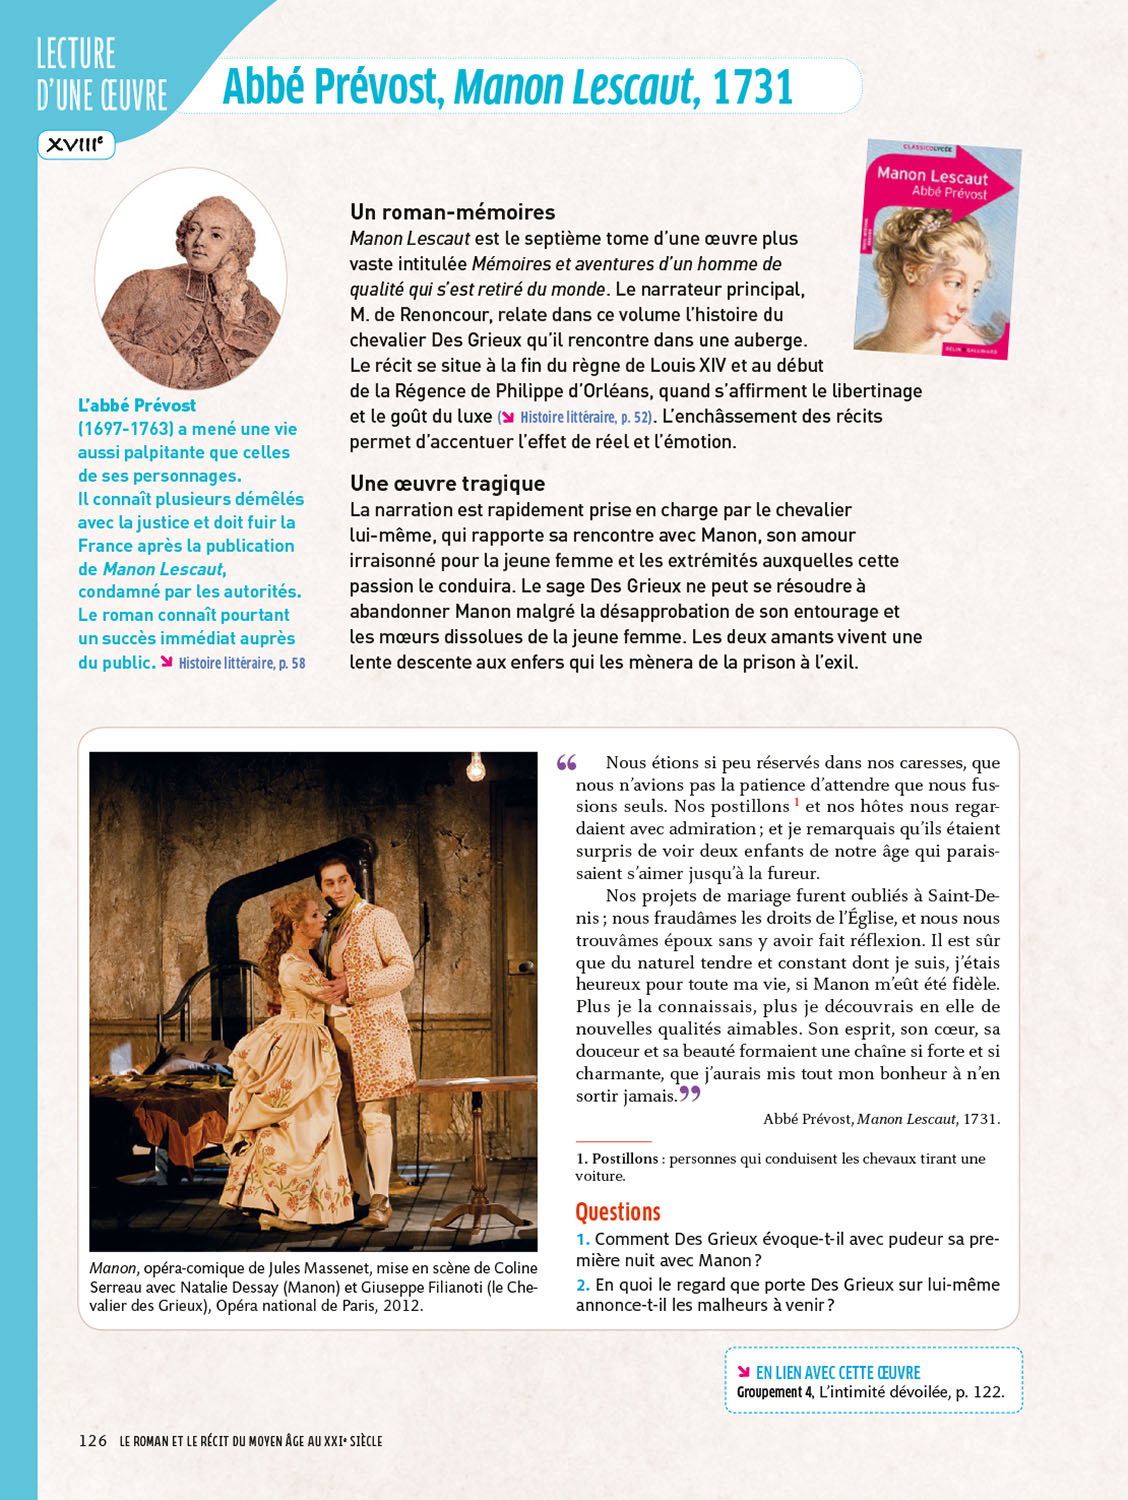 LECTURE
D'UNE ŒUVRE
Abbé Prévost, Manon Lescaut, 1731
XVIIIe
CLASSICOLYCÉE
Manon Lescaut
Abbé Prévost
BELIN GALLIMARD
L'abbé Prévost
(1697-1763) a mené une vie
aussi palpitante que celles
de ses personnages.
Il connaît plusieurs démêlés
avec la justice et doit fuir la
France après la publication
de Manon Lescaut,
condamné par les autorités.
Le roman connaît pourtant
un succès immédiat auprès
du public. Histoire littéraire, p. 58
Un roman-mémoires
Manon Lescaut est le septième tome d'une œuvre plus
vaste intitulée Mémoires et aventures d'un homme de
qualité qui s'est retiré du monde. Le narrateur principal,
M. de Renoncour, relate dans ce volume l'histoire du
chevalier Des Grieux qu'il rencontre dans une auberge.
Le récit se situe à la fin du règne de Louis XIV et au début
de la Régence de Philippe d'Orléans, quand s'affirment le libertinage
et le goût du luxe (Histoire littéraire, p. 52). L'enchâssement des récits
permet d'accentuer l'effet de réel et l'émotion.
Une œuvre tragique
La narration est rapidement prise en charge par le chevalier
lui-même, qui rapporte sa rencontre avec Manon, son amour
irraisonné pour la jeune femme et les extrémités auxquelles cette
passion le conduira. Le sage Des Grieux ne peut se résoudre à
abandonner Manon malgré la désapprobation de son entourage et
les mœurs dissolues de la jeune femme. Les deux amants vivent une
lente descente aux enfers qui les mènera de la prison à l'exil.
Manon, opéra-comique de Jules Massenet, mise en scène de Coline
Serreau avec Natalie Dessay (Manon) et Giuseppe Filianoti (le Che-
valier des Grieux), Opéra national de Paris, 2012.
“ Nous étions si peu réservés dans nos caresses, que
nous n'avions pas la patience d'attendre que nous fus-
sions seuls. Nos postillons 1 et nos hôtes nous regar-
daient avec admiration ; et je remarquais qu'ils étaient
surpris de voir deux enfants de notre âge qui parais-
saient s'aimer jusqu'à la fureur.
Nos projets de mariage furent oubliés à Saint-De-
nis ; nous fraudâmes les droits de l'Église, et nous nous
trouvâmes époux sans y avoir fait réflexion. Il est sûr
que du naturel tendre et constant dont je suis, j'étais
heureux pour toute ma vie, si Manon m'eût été fidèle.
Plus je la connaissais, plus je découvrais en elle de
nouvelles qualités aimables. Son esprit, son cœur, sa
douceur et sa beauté formaient une chaîne si forte et si
charmante, que j'aurais mis tout mon bonheur à n'en
sortir jamais.”
Abbé Prévost, Manon Lescaut, 1731.
1. Postillons : personnes qui conduisent les chevaux tirant une
voiture.
Questions
1. Comment Des Grieux évoque-t-il avec pudeur sa pre-
mière nuit avec Manon ?
2. En quoi le regard que porte Des Grieux sur lui-même
annonce-t-il les malheurs à venir ?
EN LIEN AVEC CETTE ŒUVRE
Groupement 4, L'intimité dévoilée, p. 122.
126 LE ROMAN ET LE RÉCIT DU MOYEN ÂGE AU XXIe SIÈCLE